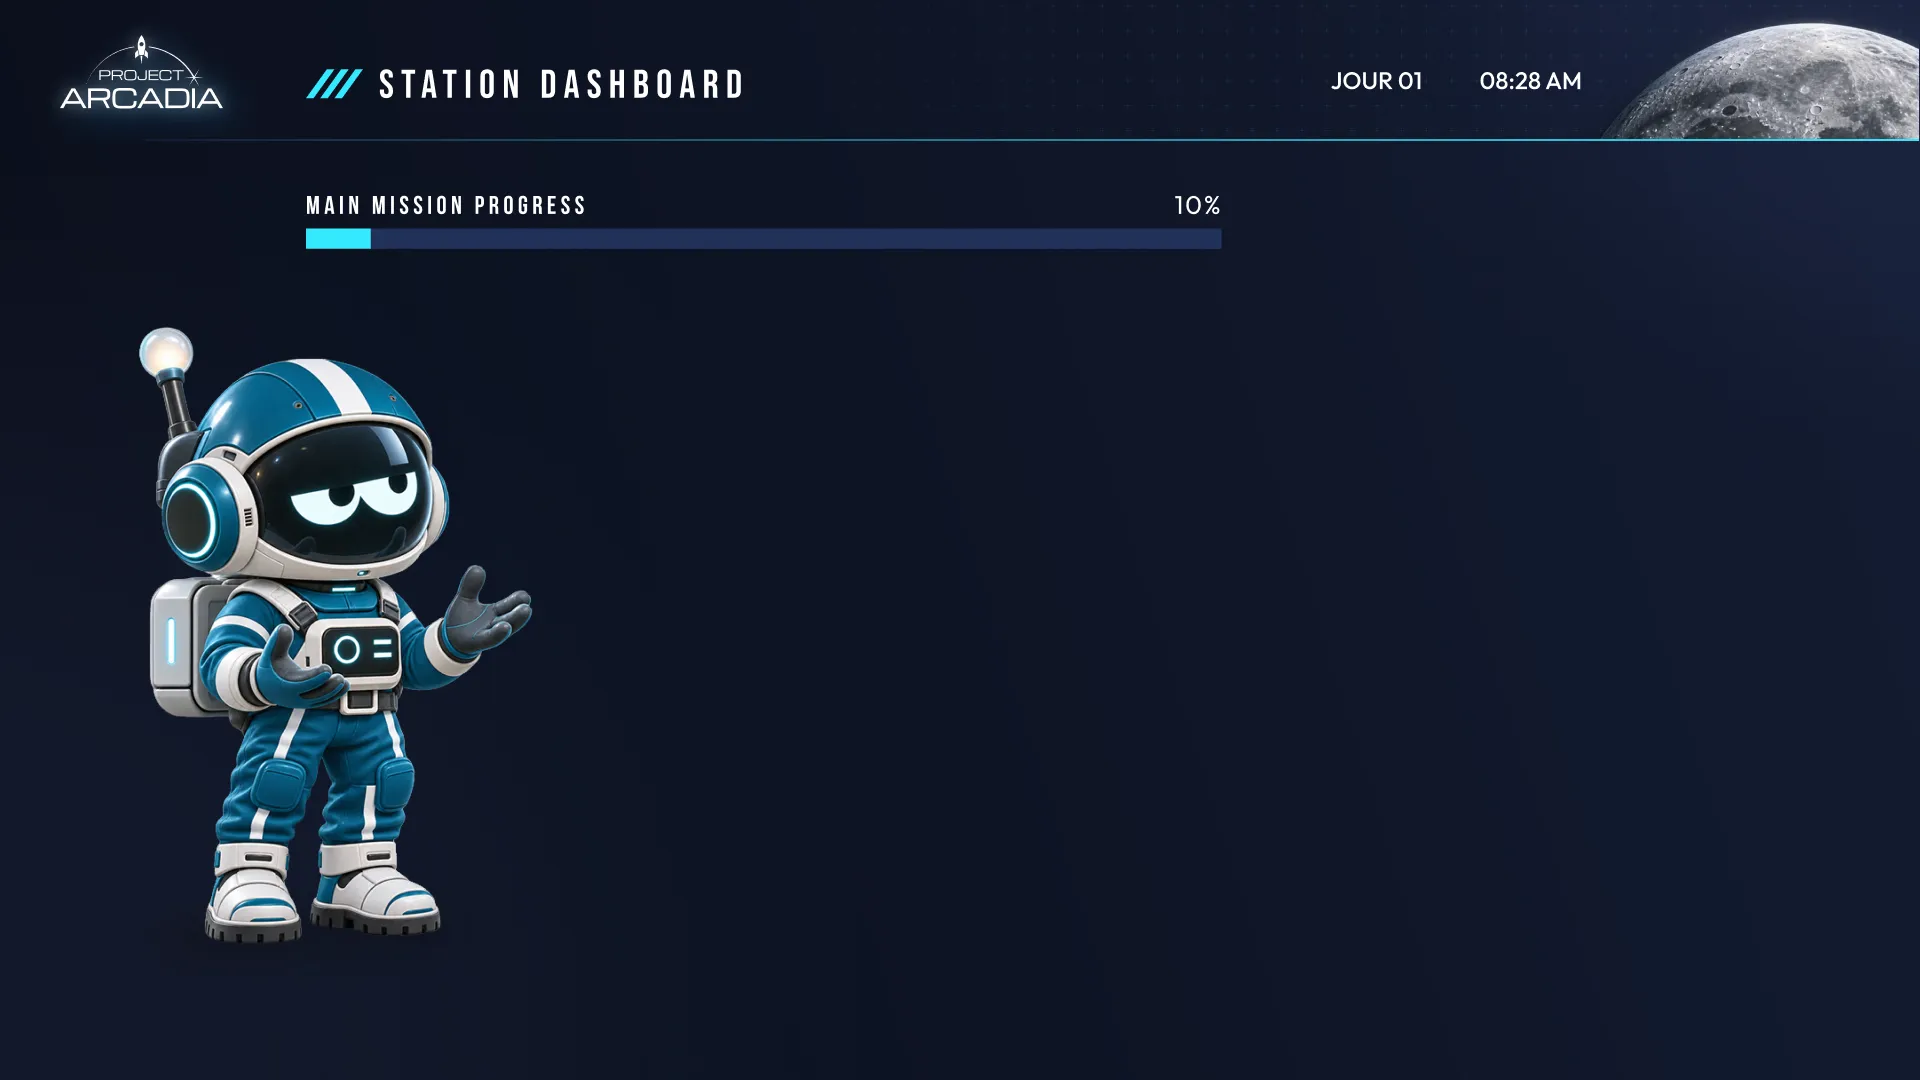 PROJECT
ARCADIA
STATION DASHBOARD
JOUR 01
08:28 AM
MAIN MISSION PROGRESS
10%